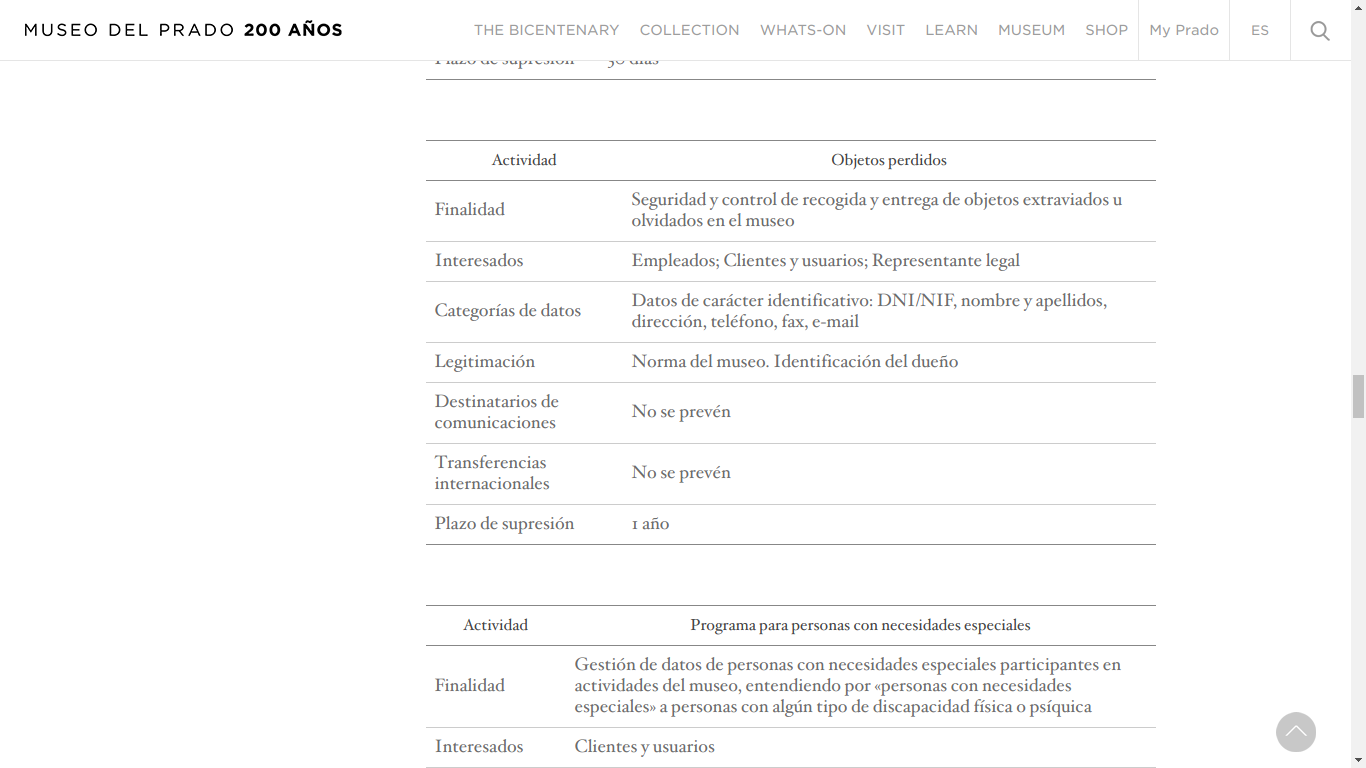 MUSEO DEL PRADO 200 AÑOS
THE BICENTENARY COLLECTION WHATS-ON VISIT LEARN MUSEUM SHOP My Prado ES
Plazo de supresión 30 días
Actividad Objetos perdidos
Finalidad
Seguridad y control de recogida y entrega de objetos extraviados u
olvidados en el museo
Interesados Empleados; Clientes y usuarios; Representante legal
Categorías de datos
Datos de carácter identificativo: DNI/NIF, nombre y apellidos,
dirección, teléfono, fax, e-mail
Legitimación Norma del museo. Identificación del dueño
Destinatarios de
comunicaciones
No se prevén
Transferencias
internacionales
No se prevén
Plazo de supresión 1 año
Actividad Programa para personas con necesidades especiales
Finalidad
Gestión de datos de personas con necesidades especiales participantes en
actividades del museo, entendiendo por «personas con necesidades
especiales» a personas con algún tipo de discapacidad física o psíquica
Interesados Clientes y usuarios